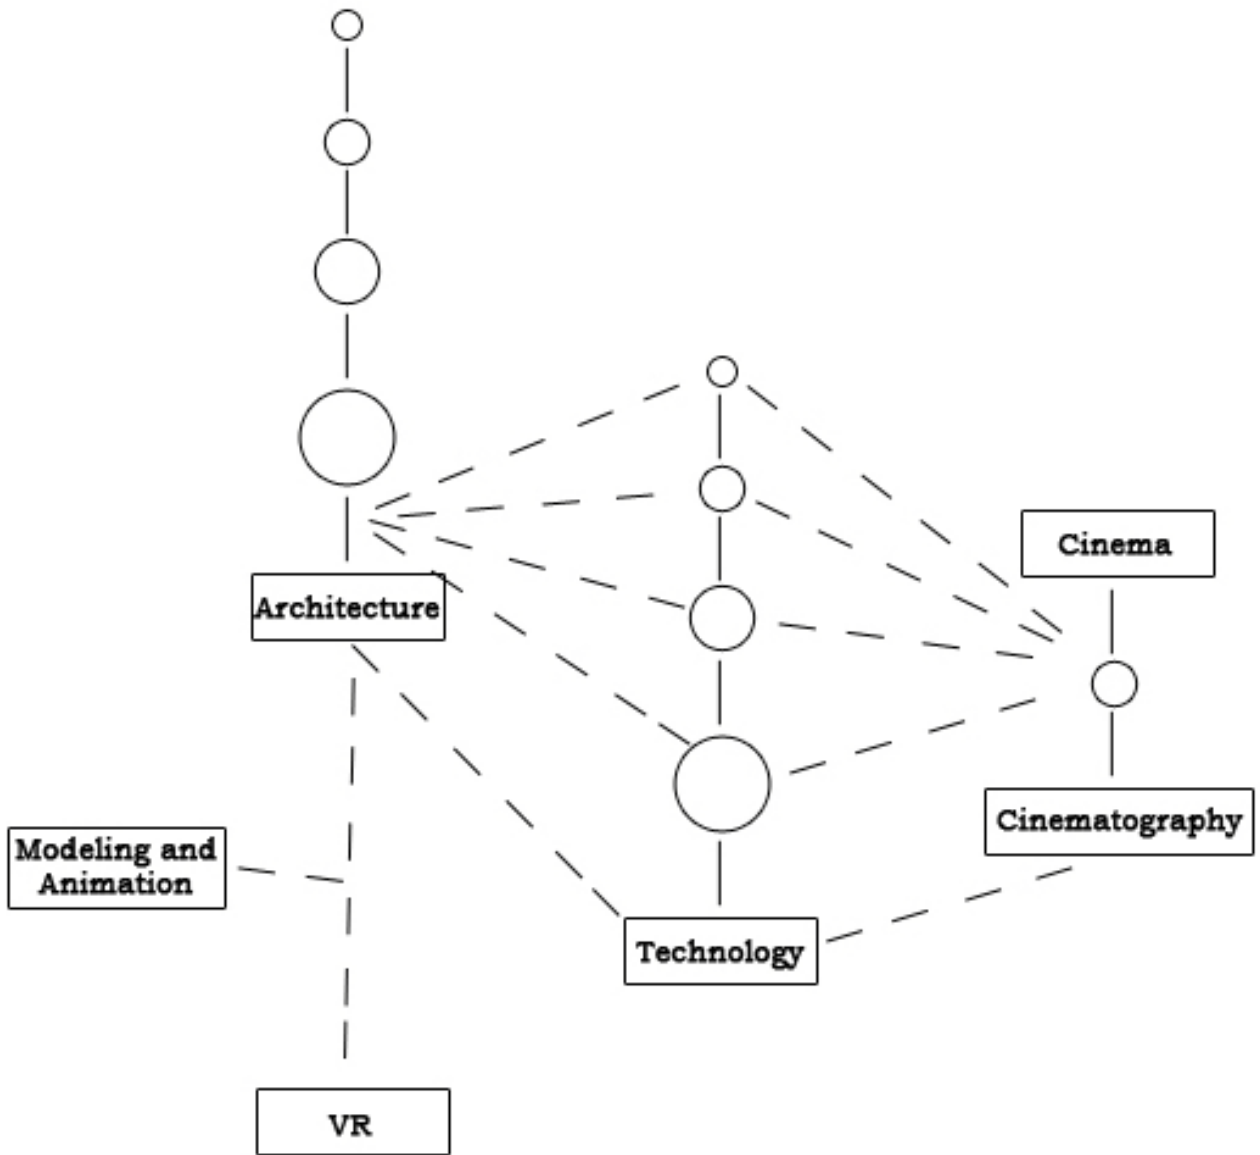 Cinema
Architecture
Cinematography
Modeling and
Animation
Technology
VR